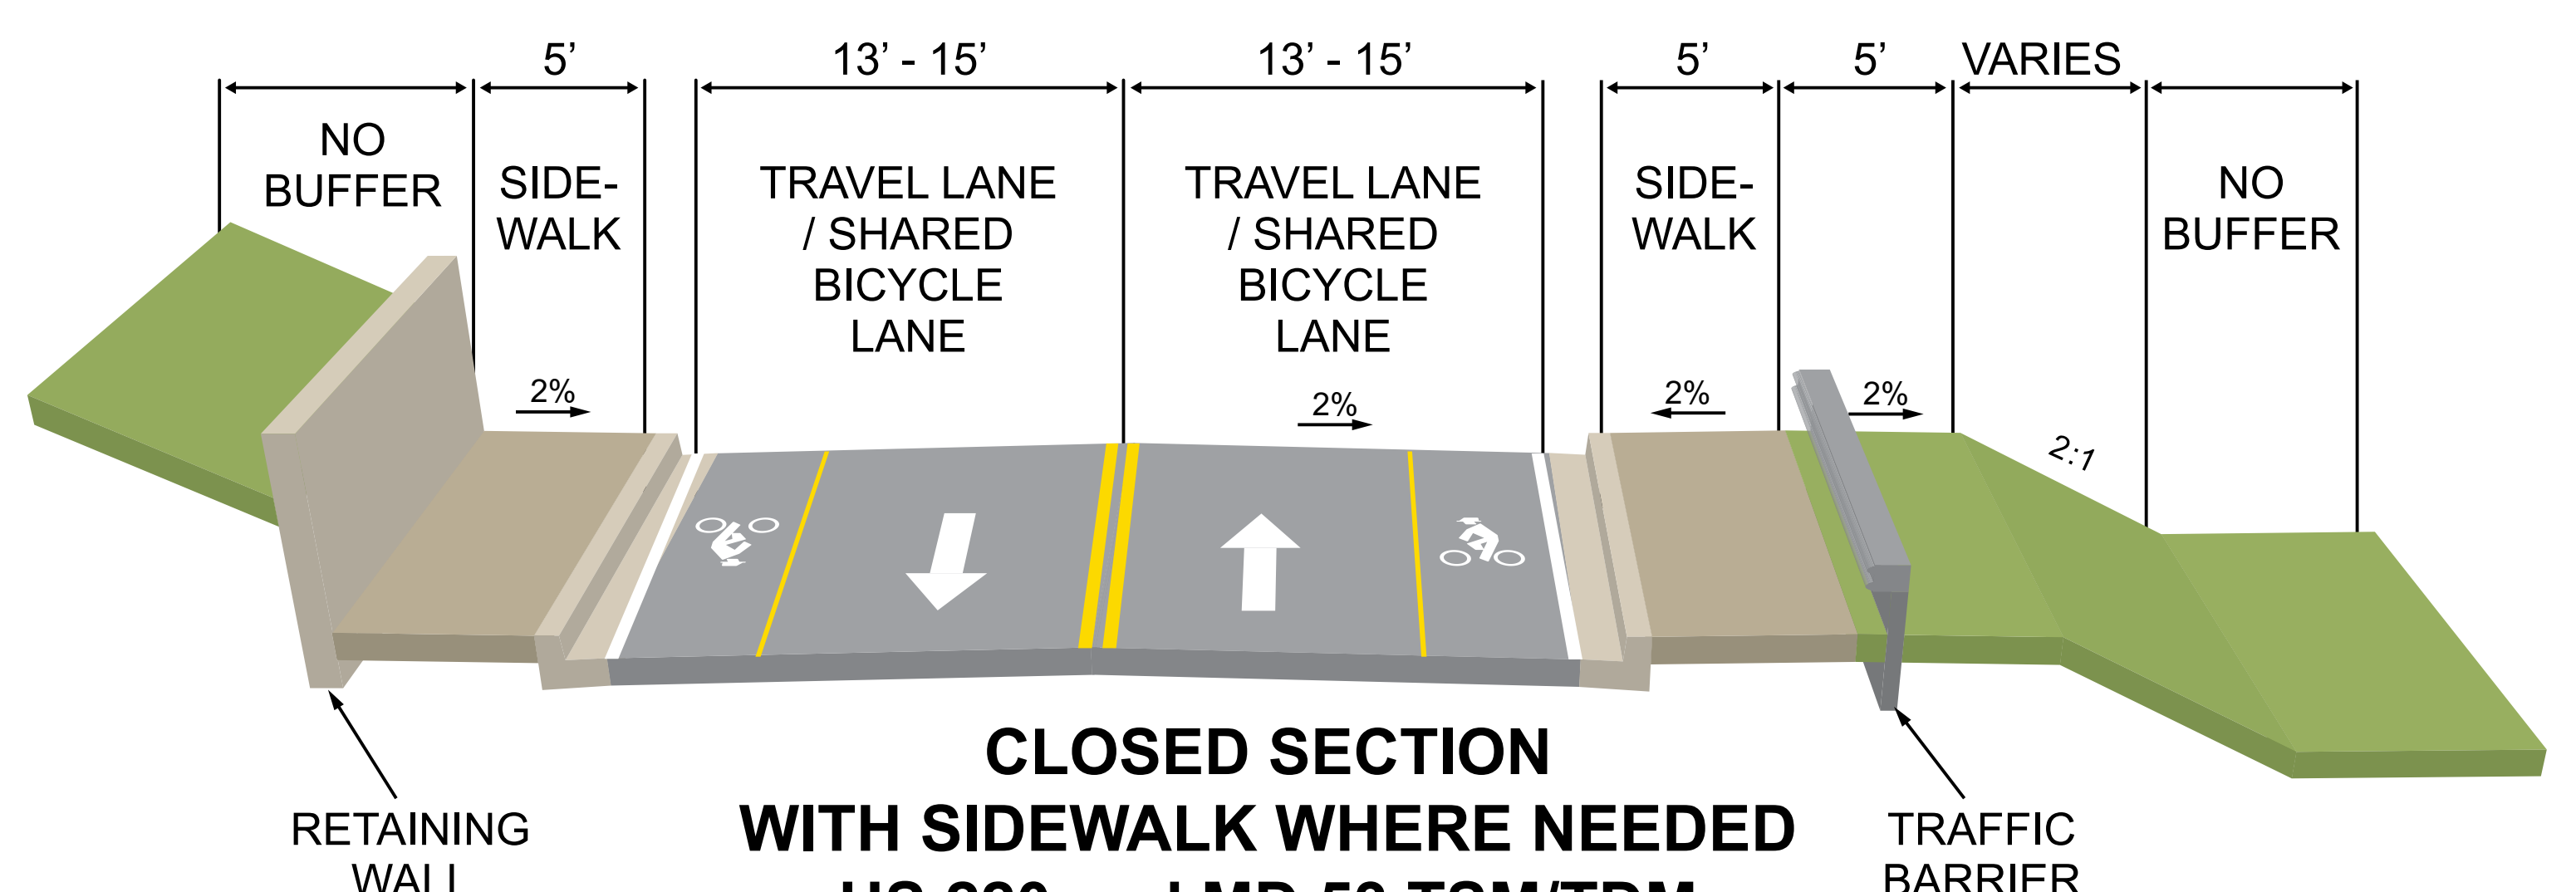 5’ 13’ - 15’ 13’ - 15’ 5’ 5’ VARIES
NO
BUFFER
SIDE-
WALK
TRAVEL LANE
/ SHARED
BICYCLE
LANE
TRAVEL LANE
/ SHARED
BICYCLE
LANE
SIDE-
WALK
NO
BUFFER
2%
2%
2%
2%
2:1
RETAINING
WALL
CLOSED SECTION
WITH SIDEWALK WHERE NEEDED
TRAFFIC
BARRIER